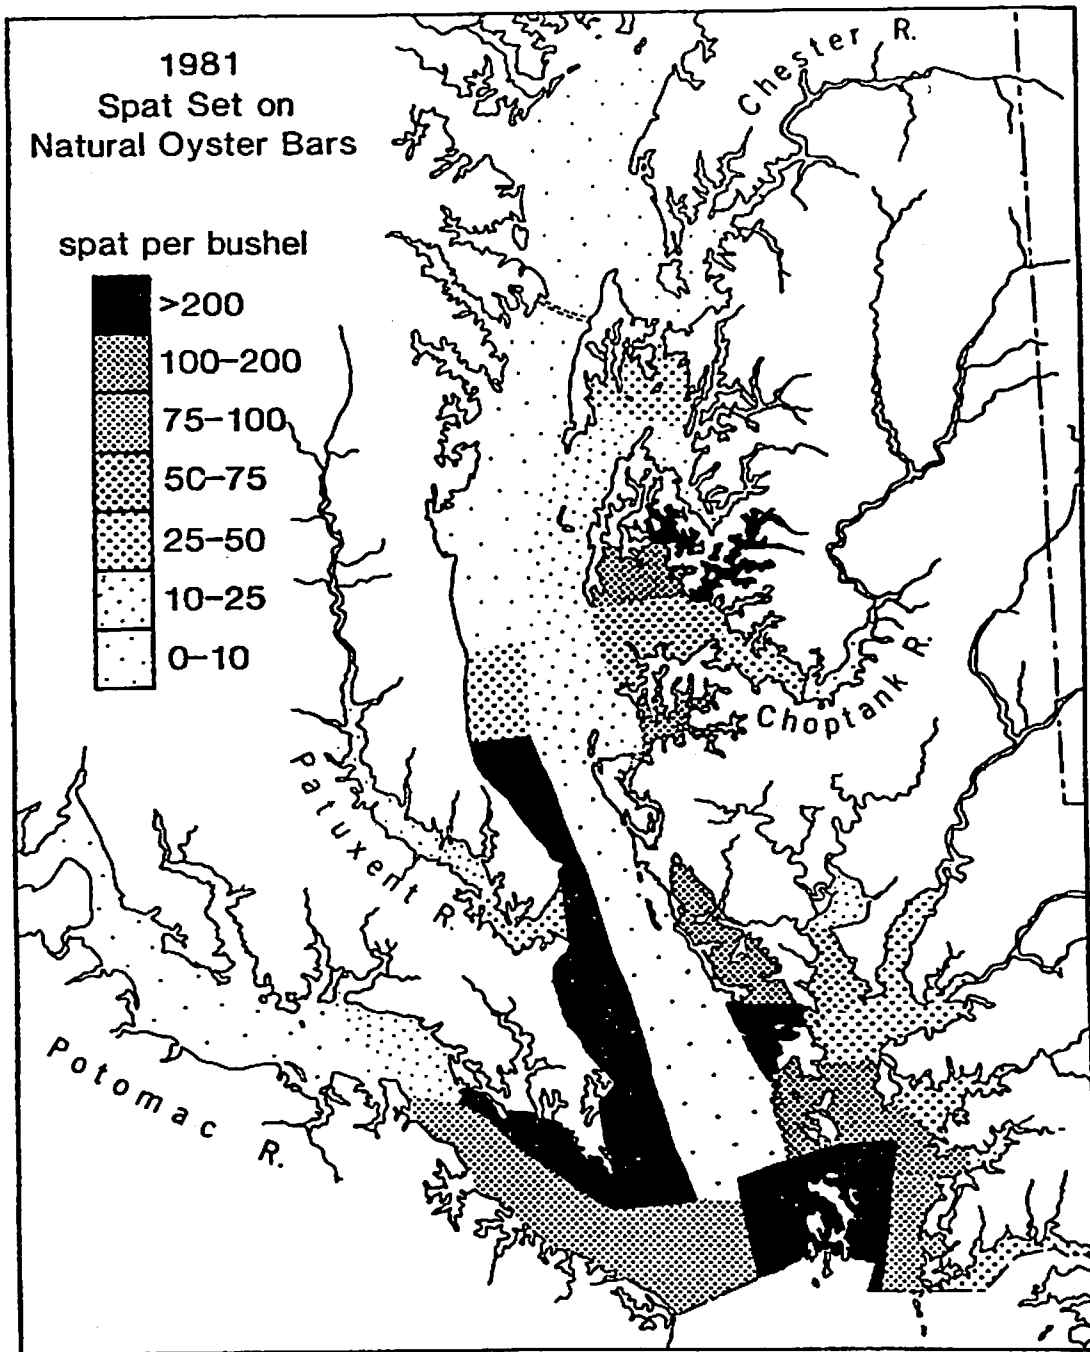 1981
Spat Set on
Natural Oyster Bars
spat per bushel
>200
100-200
75-100
50-75
25-50
10-25
0-10
Chester R.
Choptank R.
Patuxent R.
Potomac R.